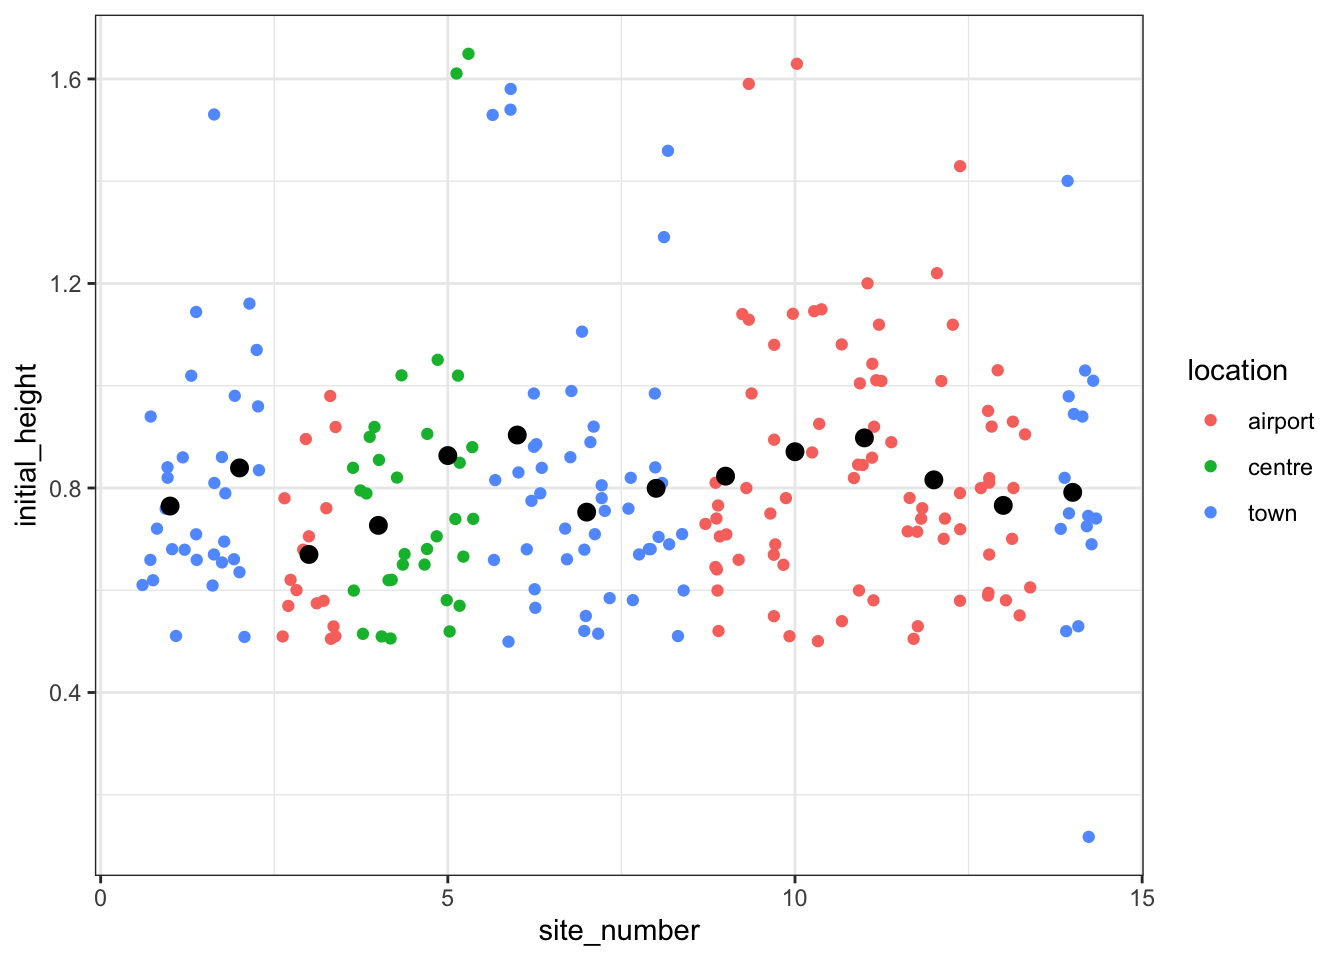 1.6
1.2
0.8
0.4
initial_height
0
5
10
15
site_number
location
airport
centre
town